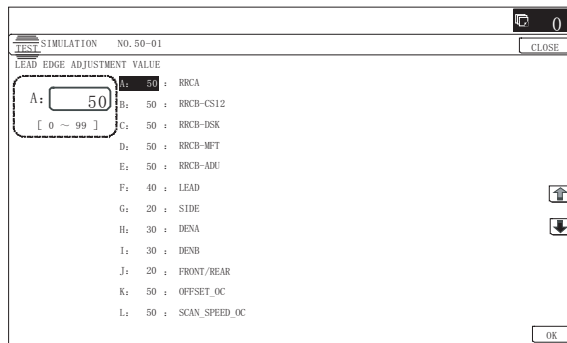 0
TEST SIMULATION NO.50-01
CLOSE
LEAD EDGE ADJUSTMENT VALUE
A: 50
[ 0 ~ 99 ]
A: 50 : RRCA
B: 50 : RRCB-CS12
C: 50 : RRCB-DSK
D: 50 : RRCB-MFT
E: 50 : RRCB-ADU
F: 40 : LEAD
G: 20 : SIDE
H: 30 : DENA
I: 30 : DENB
J: 20 : FRONT/REAR
K: 50 : OFFSET_OC
L: 50 : SCAN_SPEED_OC
OK